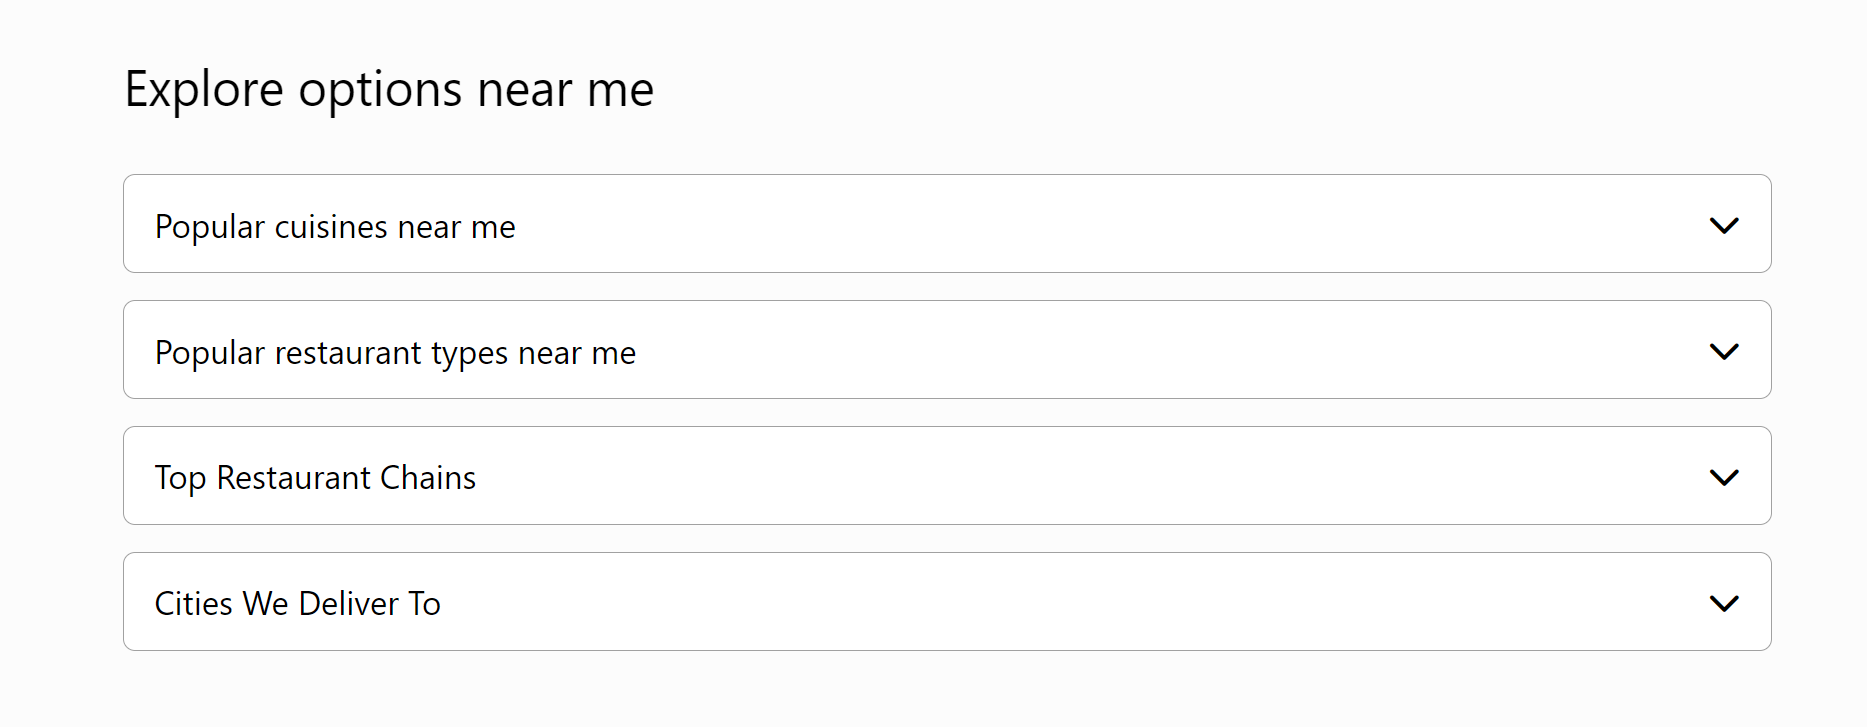 Explore options near me
Popular cuisines near me
Popular restaurant types near me
Top Restaurant Chains
Cities We Deliver To